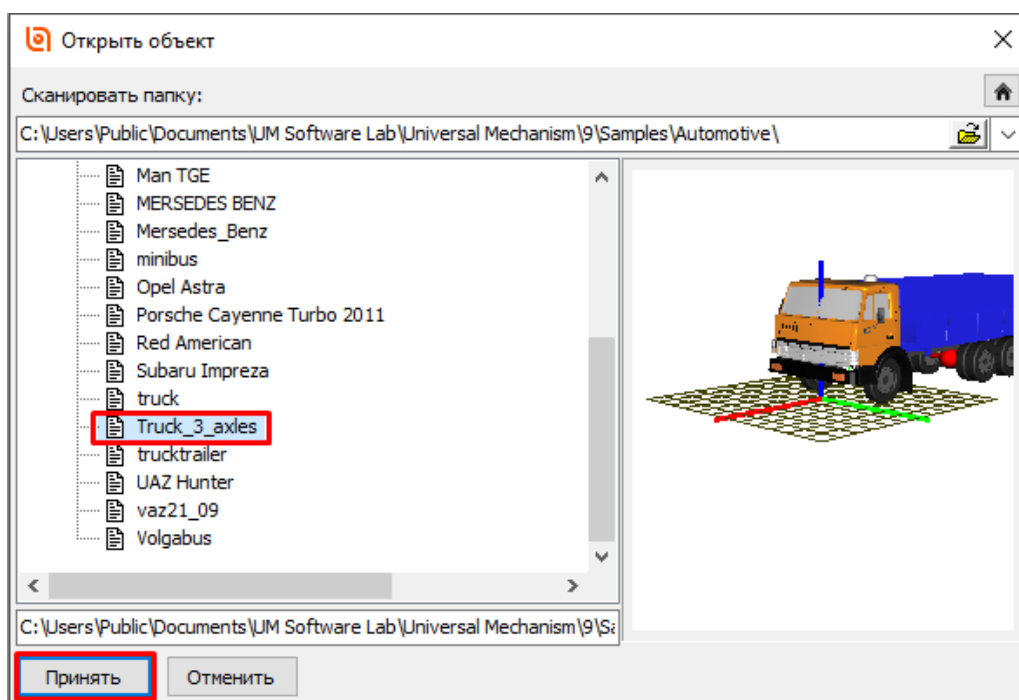 Открыть объект
Сканировать папку:
C:\Users\Public\Documents\UM Software Lab\Universal Mechanism\9\Samples\Automotive\
Man TGE
MERSEDES BENZ
Mersedes_Benz
minibus
Opel Astra
Porsche Cayenne Turbo 2011
Red American
Subaru Impreza
truck
Truck_3_axles
trucktrailer
UAZ Hunter
vaz21_09
Volgabus
C:\Users\Public\Documents\UM Software Lab\Universal Mechanism\9\Sa
Принять
Отменить